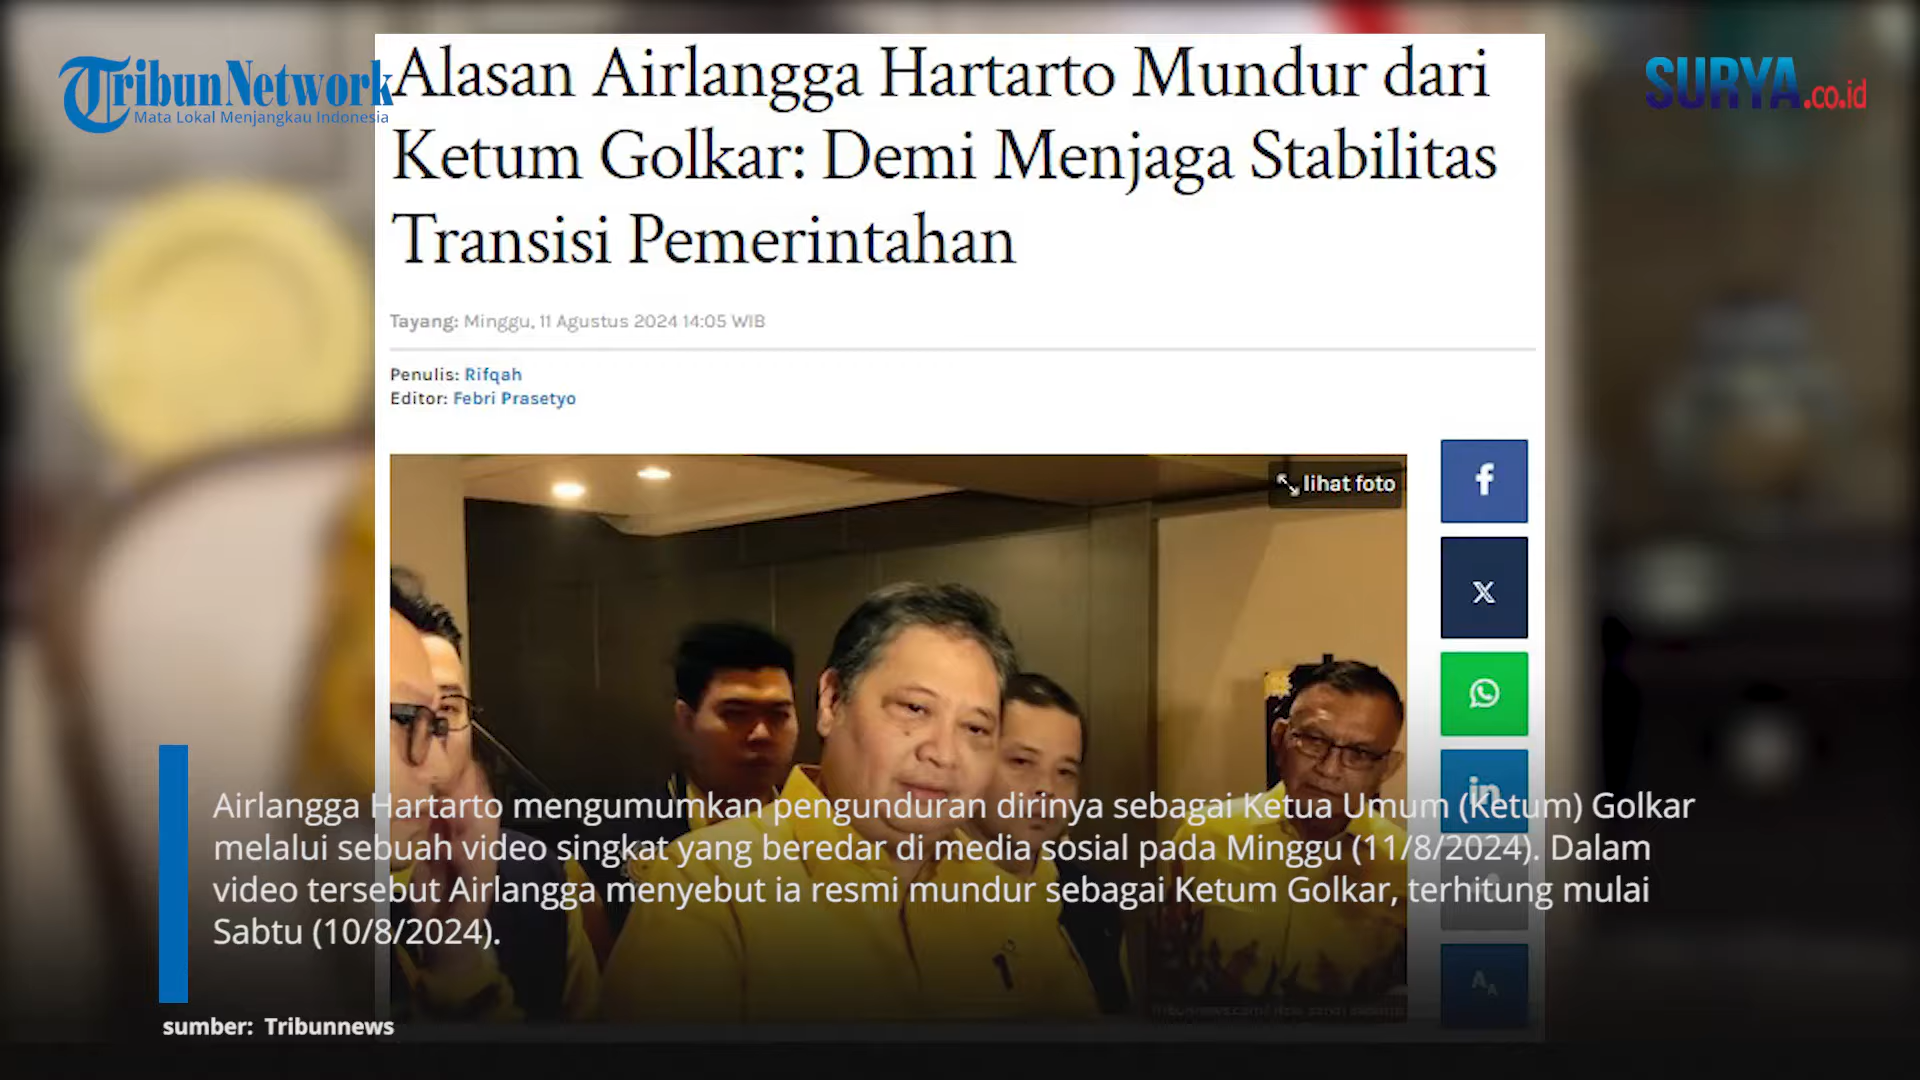 TribunNetwork
Mata Lokal Menjangkau Indonesia
SURYA.co.id
Alasan Airlangga Hartarto Mundur dari
Ketum Golkar: Demi Menjaga Stabilitas
Transisi Pemerintahan
Tayang: Minggu, 11 Agustus 2024 14:05 WIB
Penulis: Rifqah
Editor: Febri Prasetyo
lihat foto
f
X
in
Airlangga Hartarto mengumumkan pengunduran dirinya sebagai Ketua Umum (Ketum) Golkar
melalui sebuah video singkat yang beredar di media sosial pada Minggu (11/8/2024). Dalam
video tersebut Airlangga menyebut ia resmi mundur sebagai Ketum Golkar, terhitung mulai
Sabtu (10/8/2024).
AA
sumber: Tribunnews